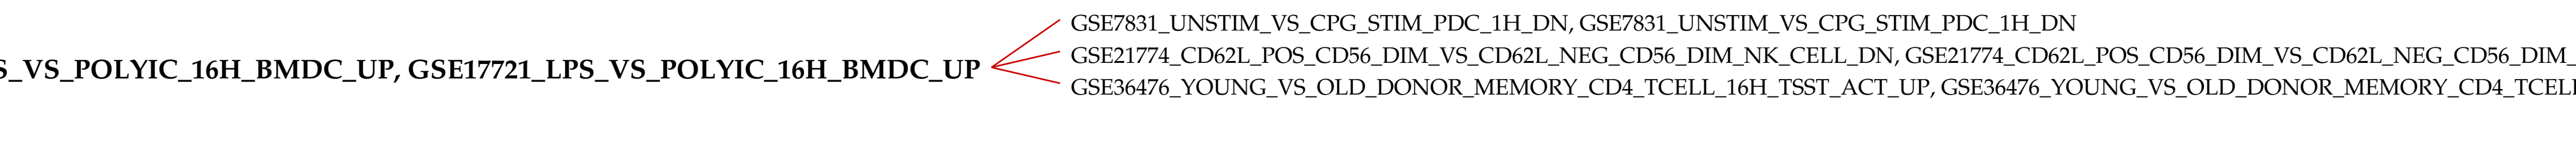 S_VS_POLYIC_16H_BMDC_UP, GSE17721_LPS_VS_POLYIC_16H_BMDC_UP
GSE7831_UNSTIM_VS_CPG_STIM_PDC_1H_DN, GSE7831_UNSTIM_VS_CPG_STIM_PDC_1H_DN
GSE21774_CD62L_POS_CD56_DIM_VS_CD62L_NEG_CD56_DIM_NK_CELL_DN, GSE21774_CD62L_POS_CD56_DIM_VS_CD62L_NEG_CD56_DIM_
GSE36476_YOUNG_VS_OLD_DONOR_MEMORY_CD4_TCELL_16H_TSST_ACT_UP, GSE36476_YOUNG_VS_OLD_DONOR_MEMORY_CD4_TCELL